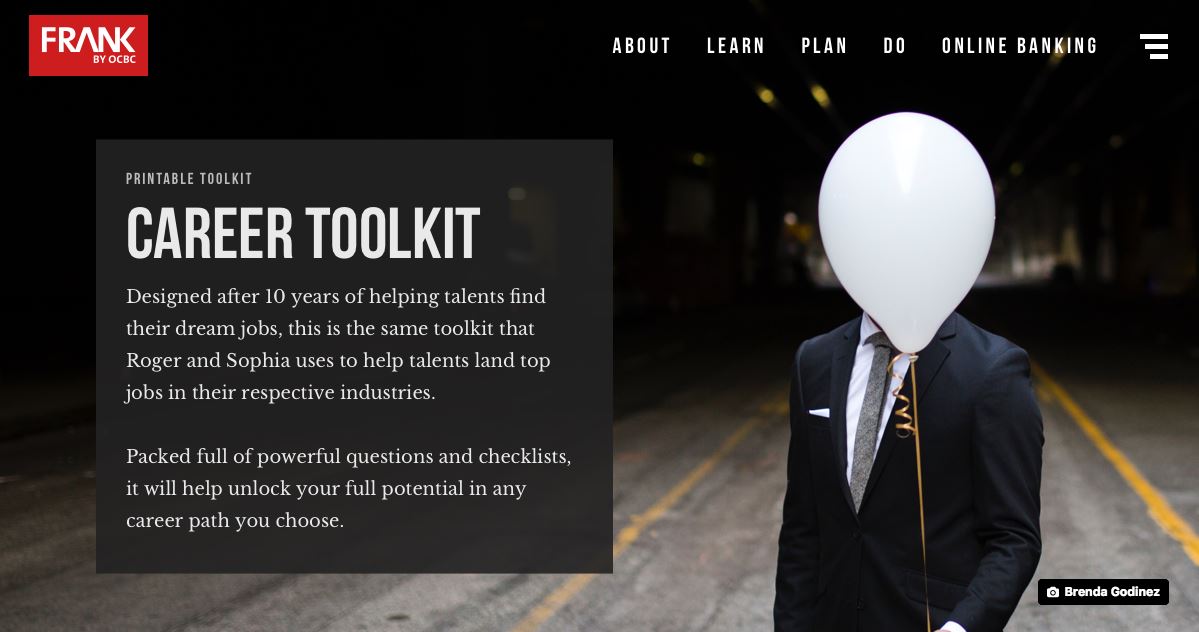 FRANK
BY OCBC
ABOUT LEARN PLAN DO ONLINE BANKING
PRINTABLE TOOLKIT
CAREER TOOLKIT
Designed after 10 years of helping talents find
their dream jobs, this is the same toolkit that
Roger and Sophia uses to help talents land top
jobs in their respective industries.
Packed full of powerful questions and checklists,
it will help unlock your full potential in any
career path you choose.
Brenda Godinez